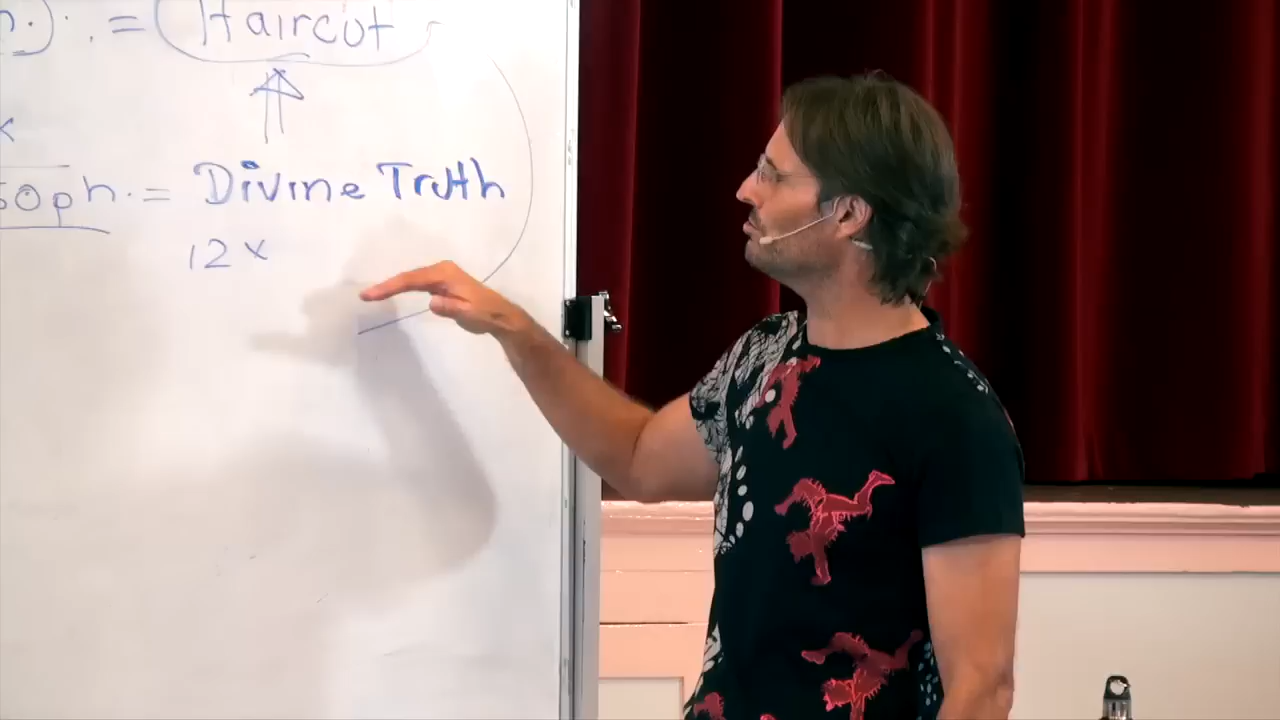 h.) . = Haircut
x
soph. = Divine Truth
12 x